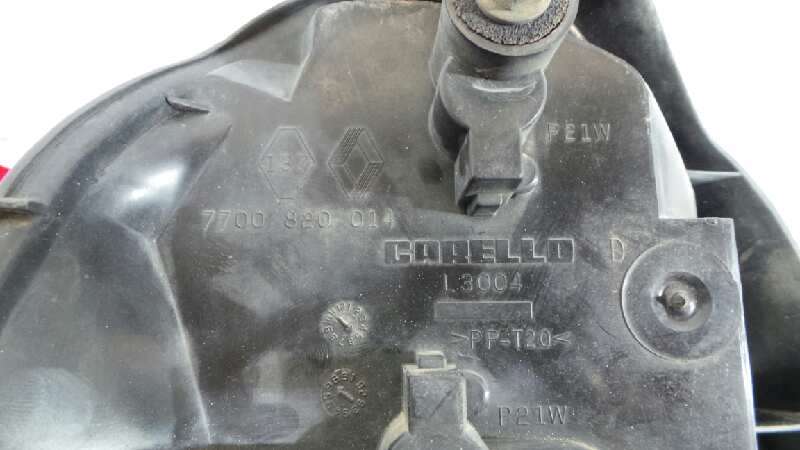 P21W
137
7700 820 014
CARELLO D
L3004
>PP-T20<
P21W